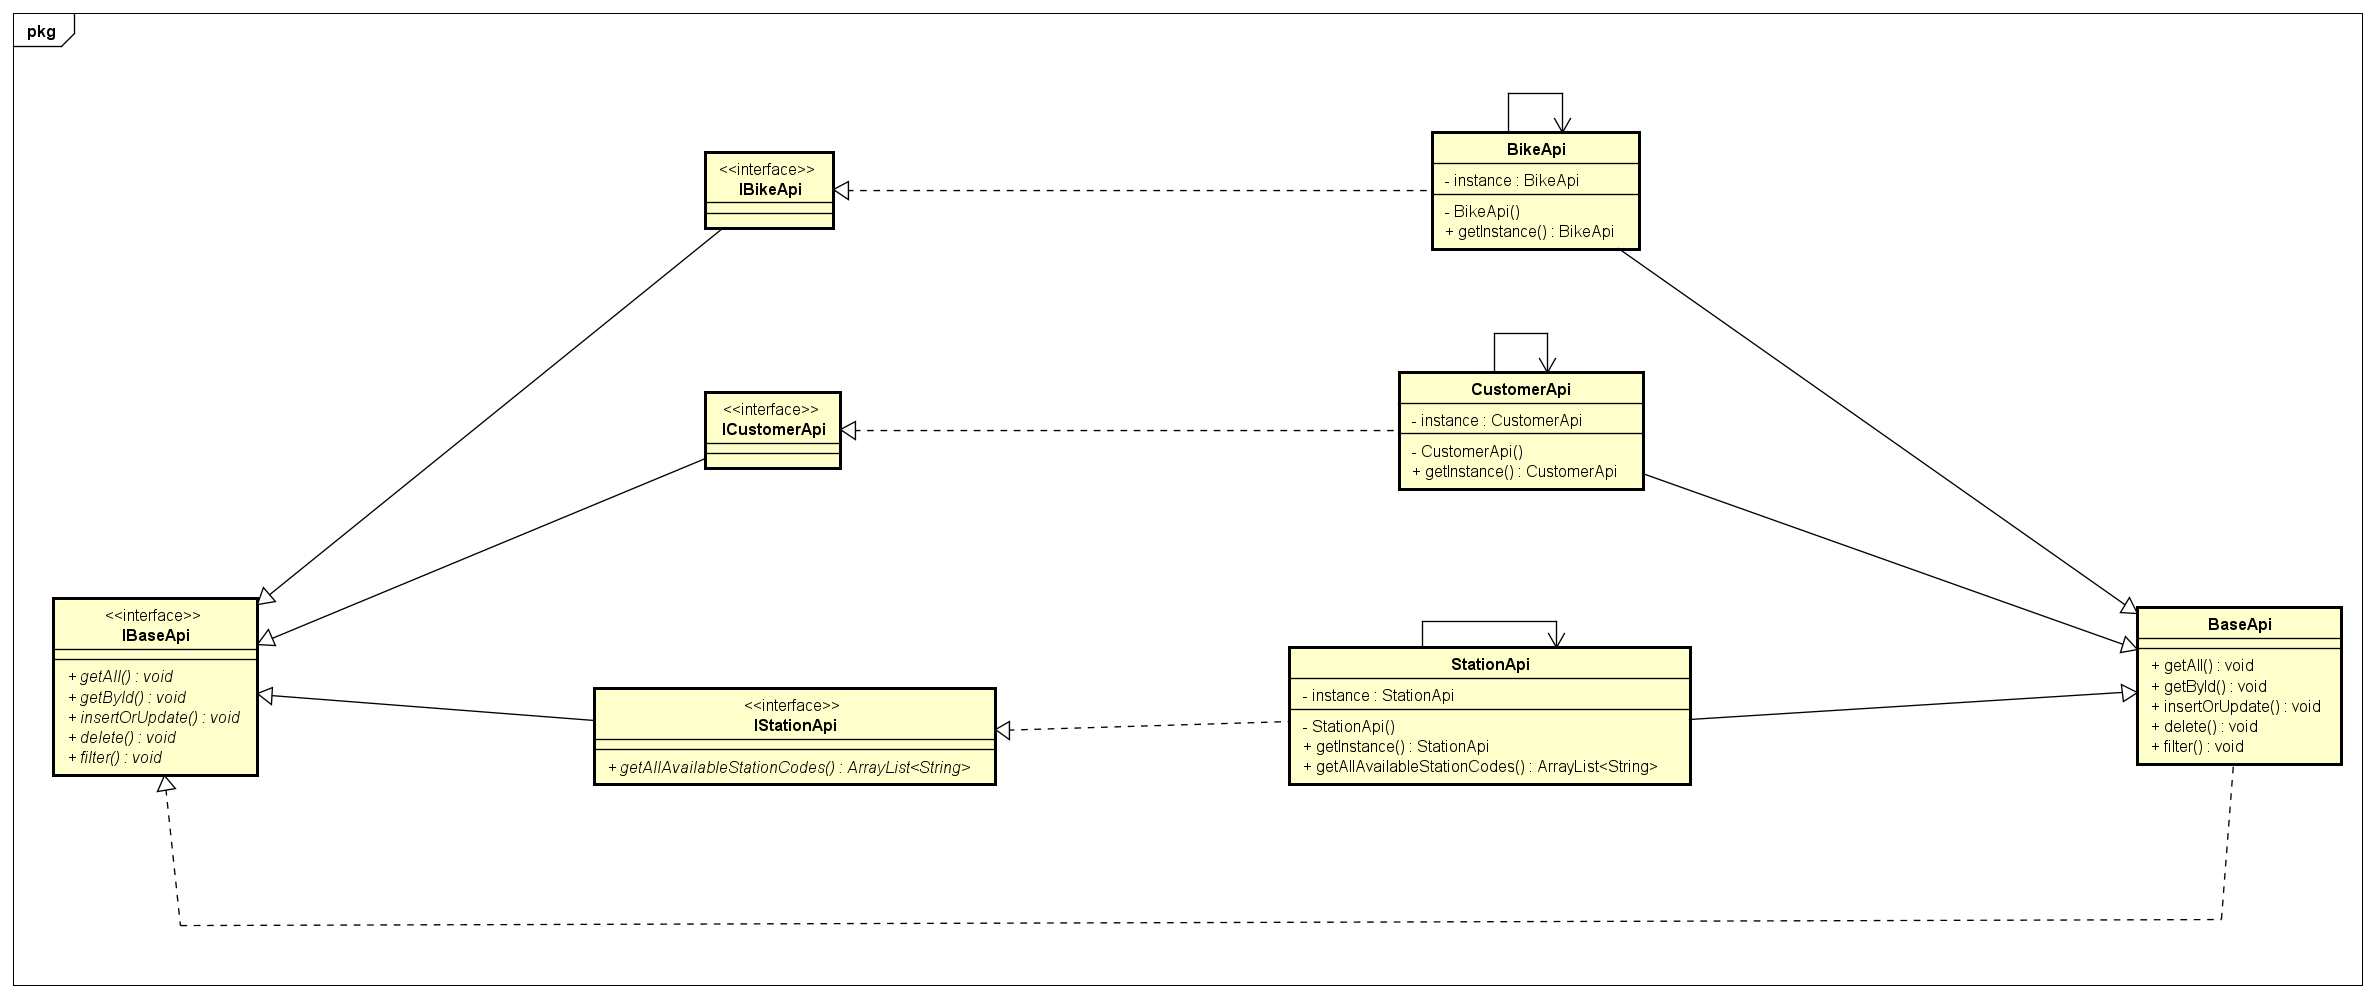 pkg
<<interface>>
IBikeApi
BikeApi
- instance : BikeApi
- BikeApi()
+ getInstance() : BikeApi
<<interface>>
ICustomerApi
CustomerApi
- instance : CustomerApi
- CustomerApi()
+ getInstance() : CustomerApi
<<interface>>
IBaseApi
+ getAll() : void
+ getById() : void
+ insertOrUpdate() : void
+ delete() : void
+ filter() : void
<<interface>>
IStationApi
+ getAllAvailableStationCodes() : ArrayList<String>
StationApi
- instance : StationApi
- StationApi()
+ getInstance() : StationApi
+ getAllAvailableStationCodes() : ArrayList<String>
BaseApi
+ getAll() : void
+ getById() : void
+ insertOrUpdate() : void
+ delete() : void
+ filter() : void